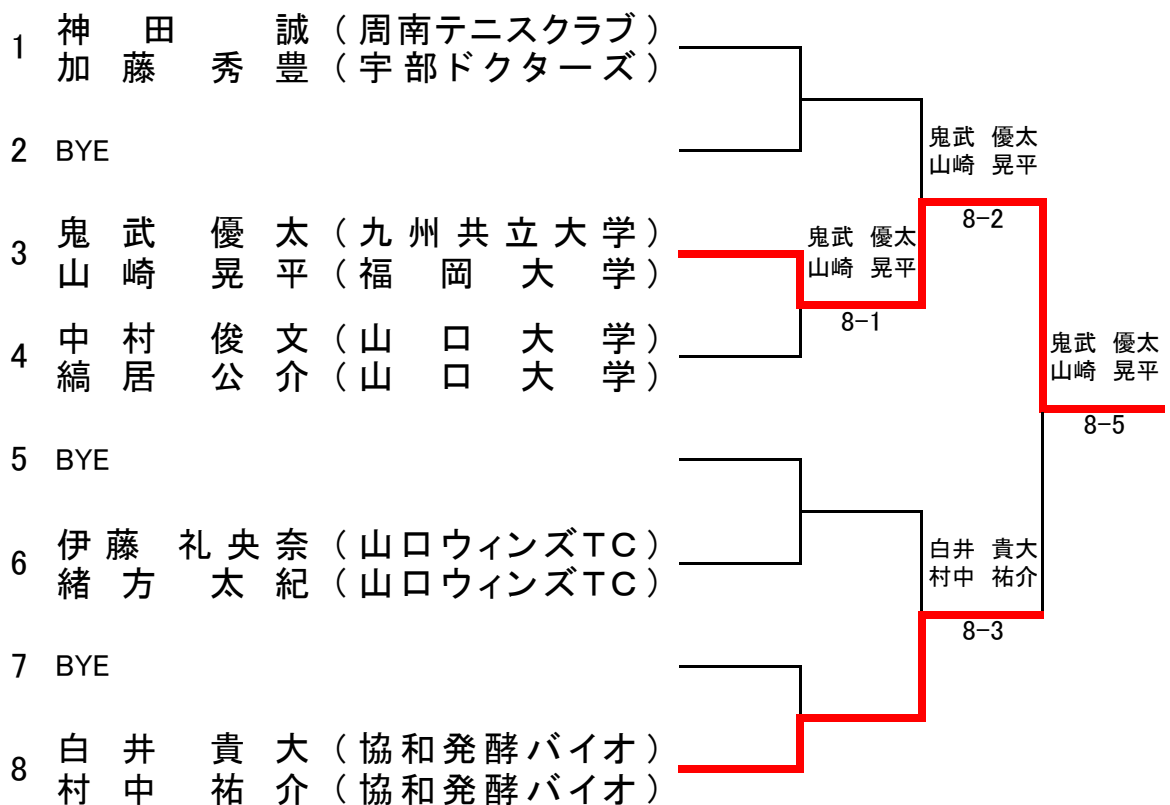 1 神田 誠（周南テニスクラブ）
加藤 秀豊（宇部ドクターズ）
2 BYE
3 鬼武 優太（九州共立大学）
山崎 晃平（福岡大学）
4 中村 俊文（山口大学）
縞居 公介（山口大学）
5 BYE
6 伊藤 礼央奈（山口ウィンズTC）
緒方 太紀（山口ウィンズTC）
7 BYE
8 白井 貴大（協和発酵バイオ）
村中 祐介（協和発酵バイオ）
鬼武 優太
山崎 晃平
8-1
鬼武 優太
山崎 晃平
8-2
白井 貴大
村中 祐介
8-3
鬼武 優太
山崎 晃平
8-5